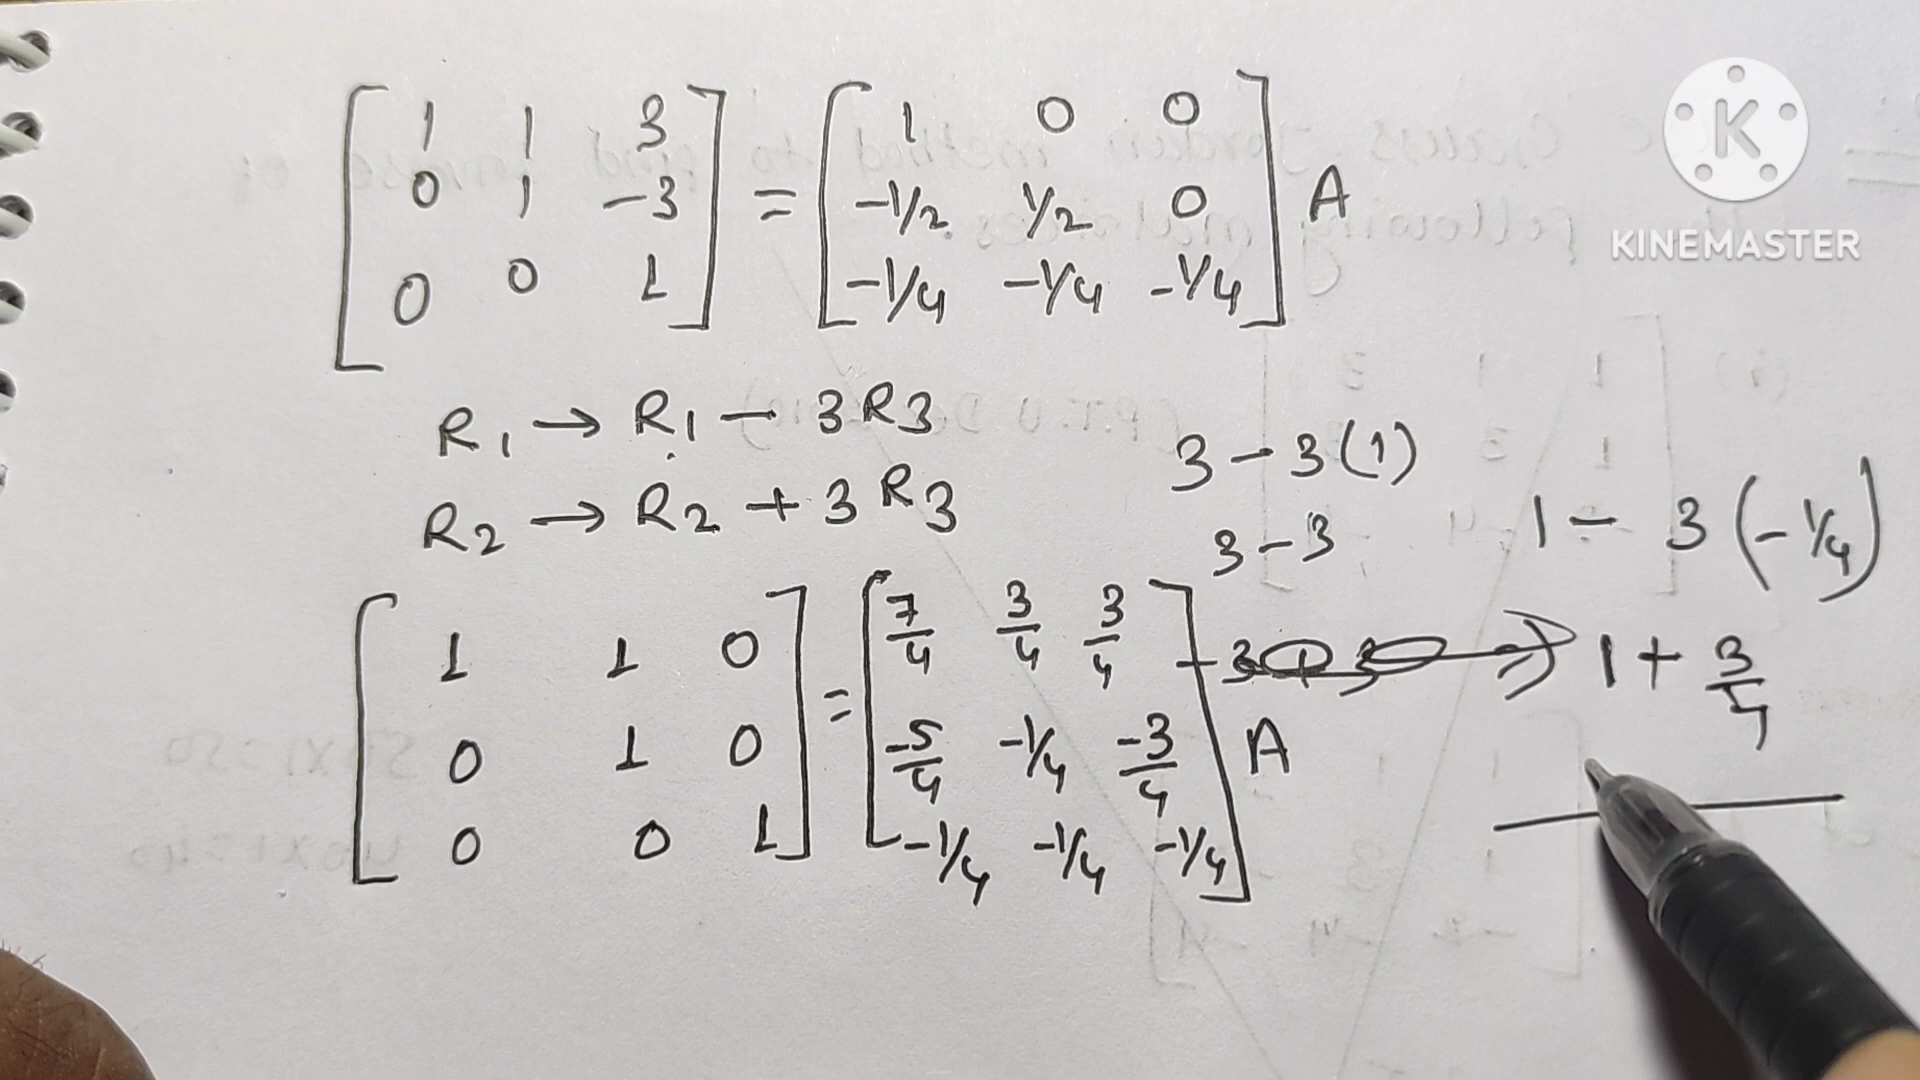 1 1 3
0 1 -3
0 0 1
=
1 0 0
-1/2 1/2 0
-1/4 -1/4 -1/4
A
K
KINEMASTER
R1 → R1 - 3R3
R2 → R2 + 3R3
3 - 3(1)
3 - 3
1 - 3(-1/4)
1 + 3/4
1 1 0
0 1 0
0 0 1
=
7/4 3/4 3/4
-5/4 -1/4 -3/4
-1/4 -1/4 -1/4
A